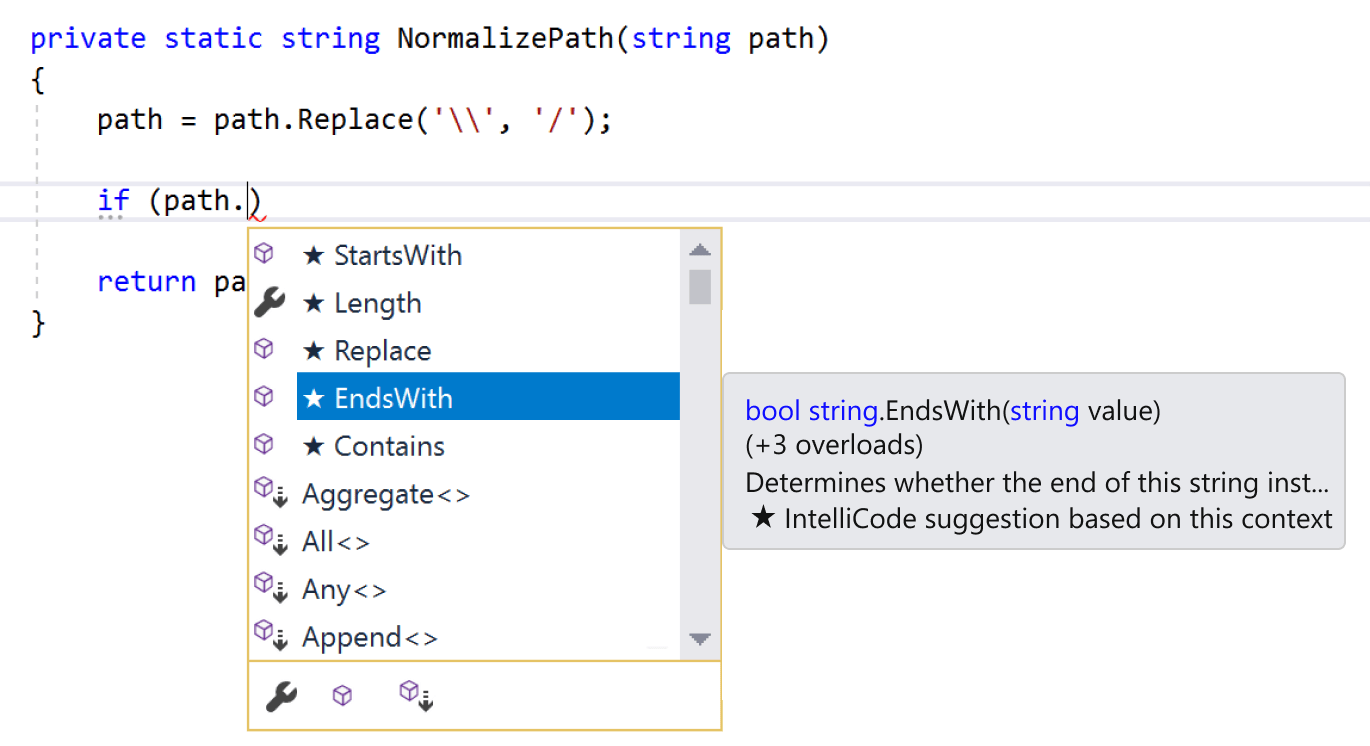 private static string NormalizePath(string path)
{
path = path.Replace('\\', '/');
if (path.)
return pa
}
★ StartsWith
★ Length
★ Replace
★ EndsWith
★ Contains
Aggregate<>
All<>
Any<>
Append<>
bool string.EndsWith(string value)
(+3 overloads)
Determines whether the end of this string inst...
★ IntelliCode suggestion based on this context